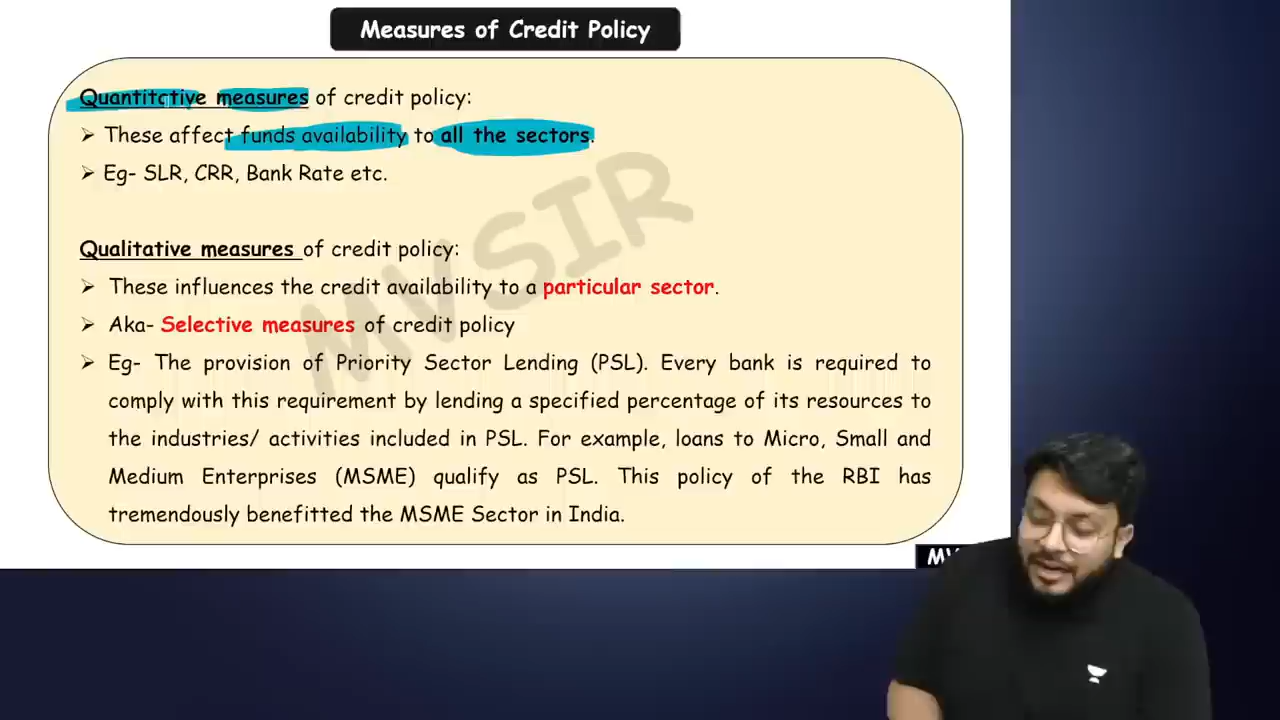 Measures of Credit Policy
Quantitative measures of credit policy:
➢ These affect funds availability to all the sectors.
➢ Eg- SLR, CRR, Bank Rate etc.
Qualitative measures of credit policy:
➢ These influences the credit availability to a particular sector.
➢ Aka- Selective measures of credit policy
➢ Eg- The provision of Priority Sector Lending (PSL). Every bank is required to
comply with this requirement by lending a specified percentage of its resources to
the industries/ activities included in PSL. For example, loans to Micro, Small and
Medium Enterprises (MSME) qualify as PSL. This policy of the RBI has
tremendously benefitted the MSME Sector in India.
MVSIR